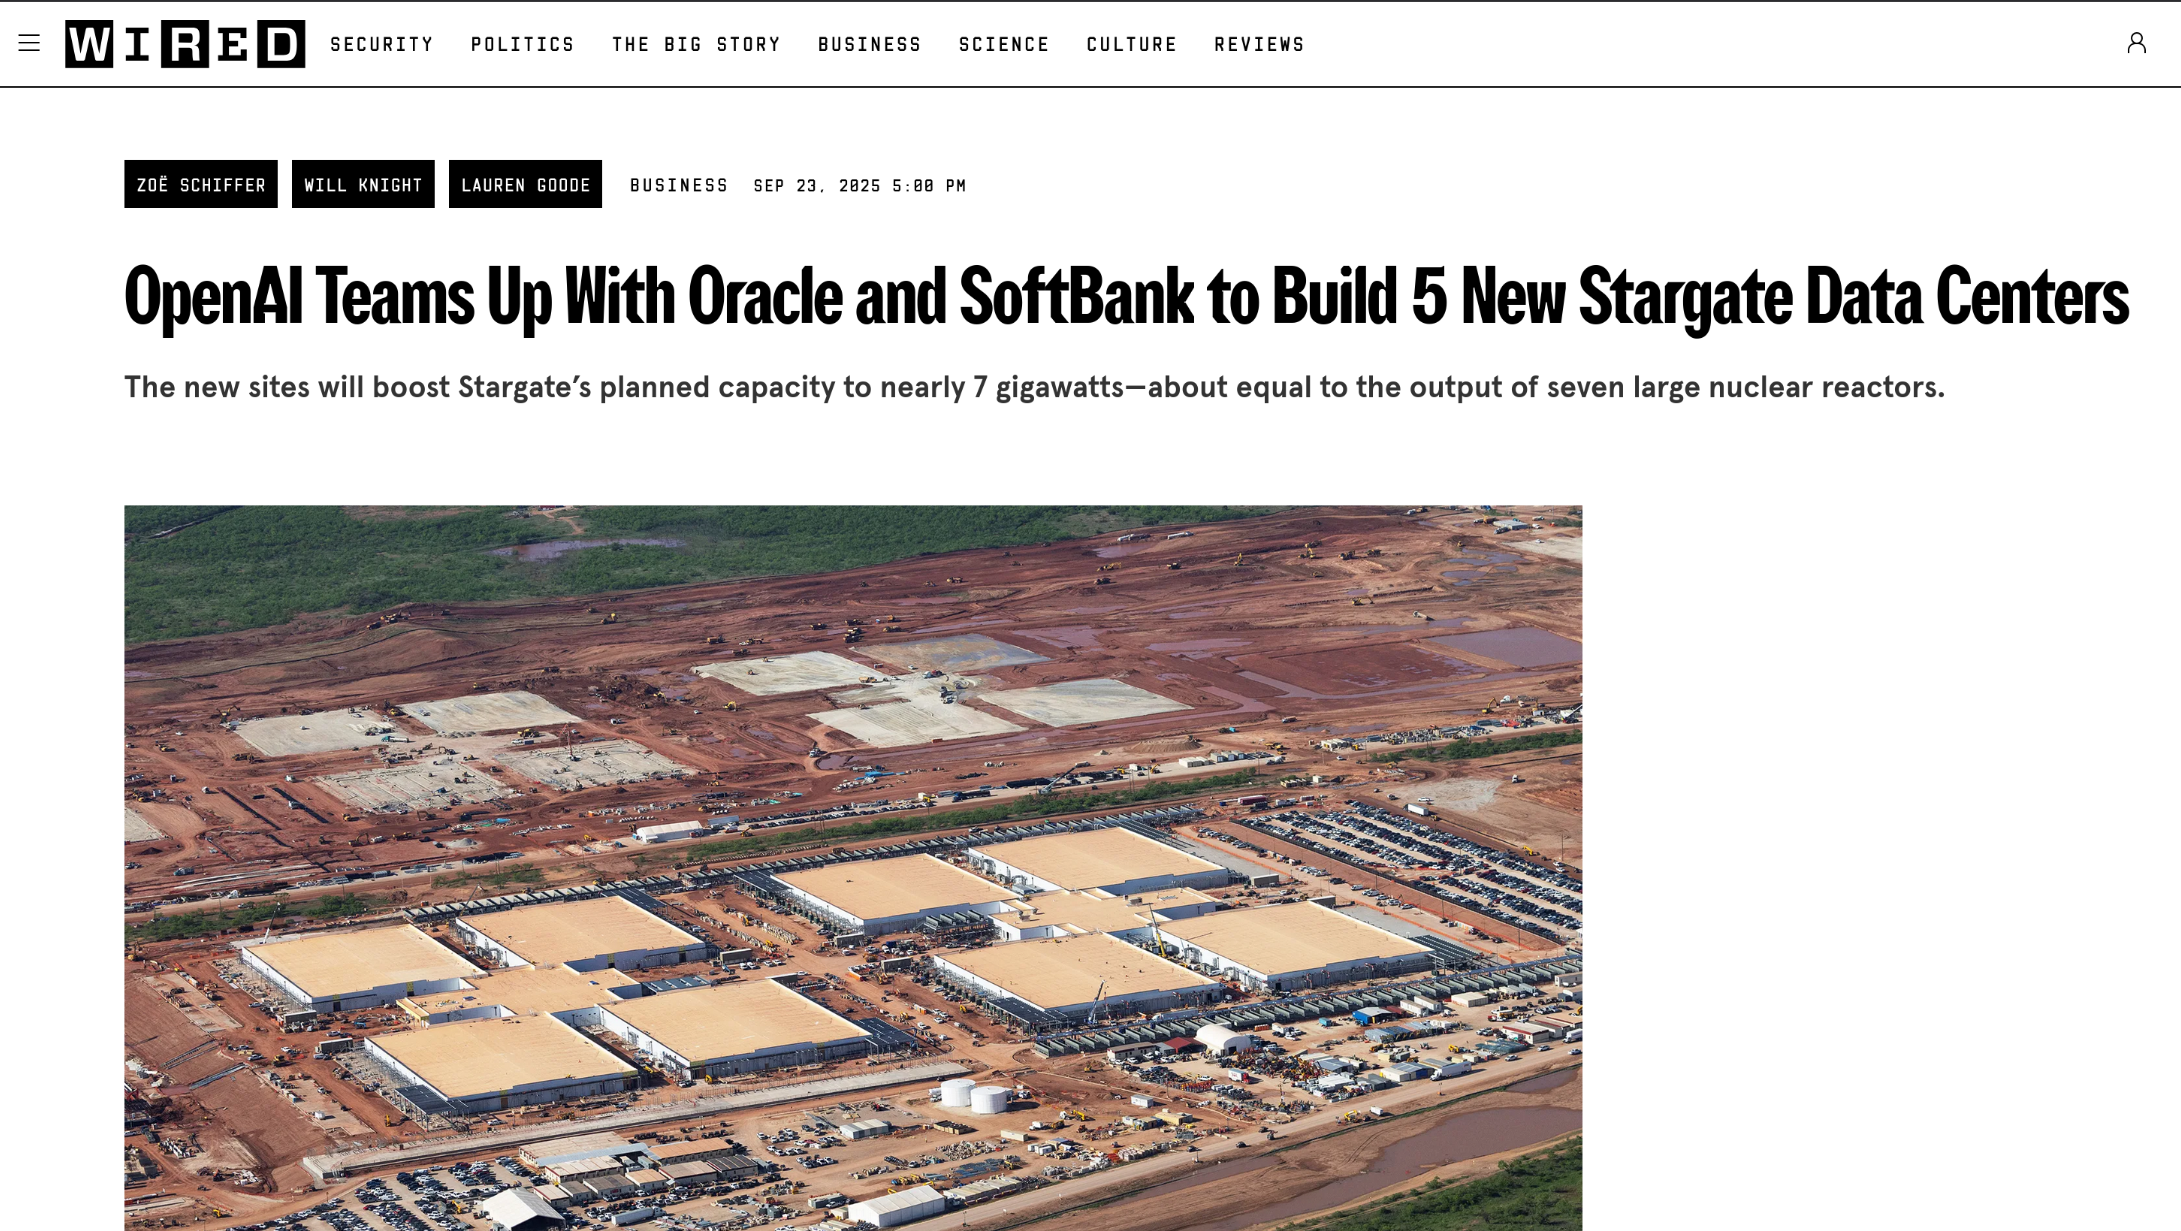 WIRED SECURITY POLITICS THE BIG STORY BUSINESS SCIENCE CULTURE REVIEWS
ZOË SCHIFFER WILL KNIGHT LAUREN GOODE BUSINESS SEP 23, 2025 5:00 PM
OpenAI Teams Up With Oracle and SoftBank to Build 5 New Stargate Data Centers
The new sites will boost Stargate’s planned capacity to nearly 7 gigawatts—about equal to the output of seven large nuclear reactors.